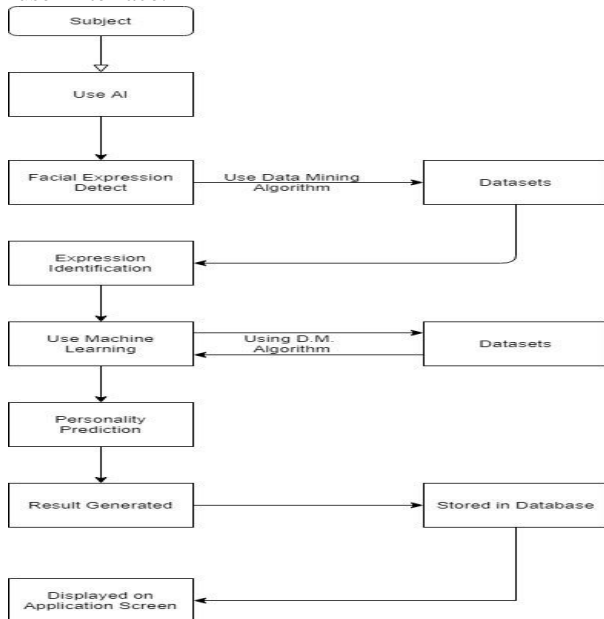 Subject
Use AI
Facial Expression
Detect
Use Data Mining
Algorithm
Datasets
Expression
Identification
Use Machine
Learning
Using D.M.
Algorithm
Datasets
Personality
Prediction
Result Generated
Stored in Database
Displayed on
Application Screen